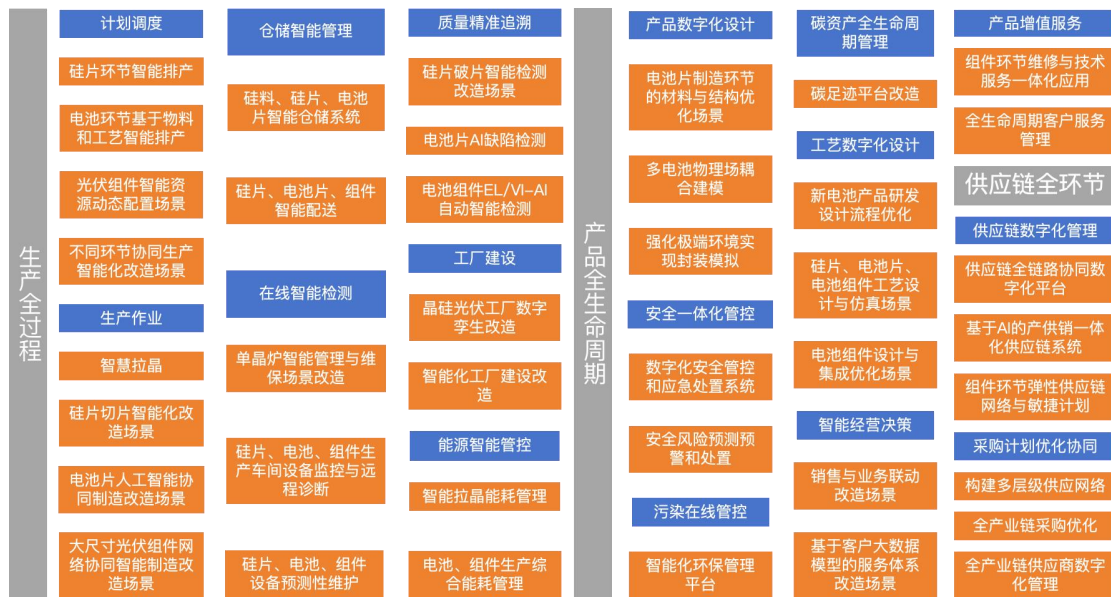 生产全过程
计划调度
硅片环节智能排产
电池环节基于物料
和工艺智能排产
光伏组件智能资
源动态配置场景
不同环节协同生产
智能化改造场景
生产作业
智慧拉晶
硅片切片智能化改
造场景
电池片人工智能协
同制造改造场景
大尺寸光伏组件网
络协同智能制造改
造场景
仓储智能管理
硅料、硅片、电池
片智能仓储系统
硅片、电池片、组件
智能配送
在线智能检测
单晶炉智能管理与维
保场景改造
硅片、电池、组件生
产车间设备监控与远
程诊断
硅片、电池、组件
设备预测性维护
质量精准追溯
硅片破片智能检测
改造场景
电池片AI缺陷检测
电池组件EL/VI-AI
自动智能检测
工厂建设
晶硅光伏工厂数字
孪生改造
智能化工厂建设改
造
能源智能管控
智能拉晶能耗管理
电池、组件生产综
合能耗管理
产品全生命周期
产品数字化设计
电池片制造环节
的材料与结构优
化场景
多电池物理场耦
合建模
强化极端环境实
现封装模拟
安全一体化管控
数字化安全管控
和应急处置系统
安全风险预测预
警和处置
污染在线管控
智能化环保管理
平台
碳资产全生命周
期管理
碳足迹平台改造
工艺数字化设计
新电池产品研发
设计流程优化
硅片、电池片、
电池组件工艺设
计与仿真场景
电池组件设计与
集成优化场景
智能经营决策
销售与业务联动
改造场景
基于客户大数据
模型的服务体系
改造场景
产品增值服务
组件环节维修与技术
服务一体化应用
全生命周期客户服务
管理
供应链全环节
供应链数字化管理
供应链全链路协同数
字化平台
基于AI的产供销一体
化供应链系统
组件环节弹性供应链
网络与敏捷计划
采购计划优化协同
构建多层级供应网络
全产业链采购优化
全产业链供应商数字
化管理